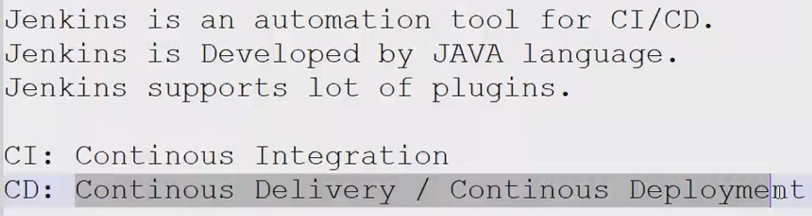 Jenkins is an automation tool for CI/CD.
Jenkins is Developed by JAVA language.
Jenkins supports lot of plugins.
CI: Continous Integration
CD: Continous Delivery / Continous Deployment